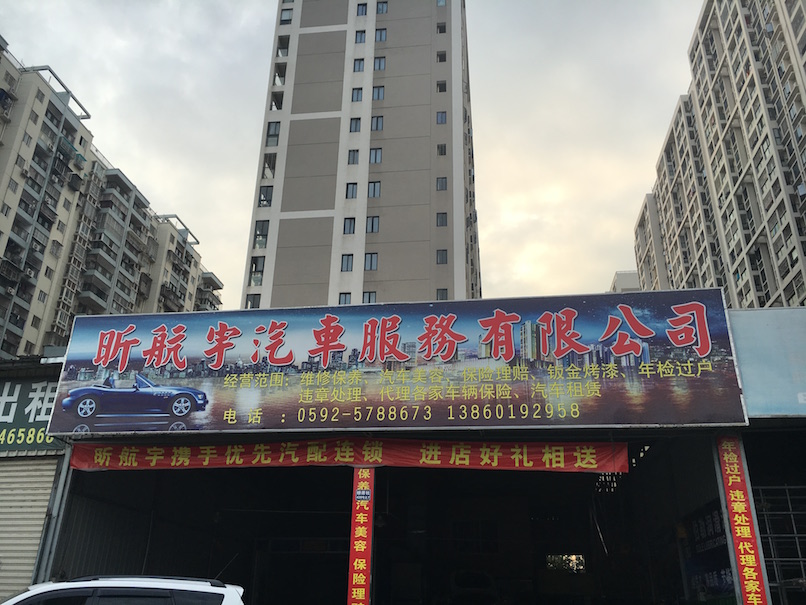 昕航宇汽車服務有限公司
经营范围:维修保养、汽车美容、保险理赔、钣金烤漆、年检过户
违章处理、代理各家车辆保险、汽车租赁
电 话 :0592-5788673 13860192958
出租
46586
昕航宇携手优先汽配连锁 进店好礼相送
保养 汽车美容 保险理
年检过户 违章处理 代理各家车